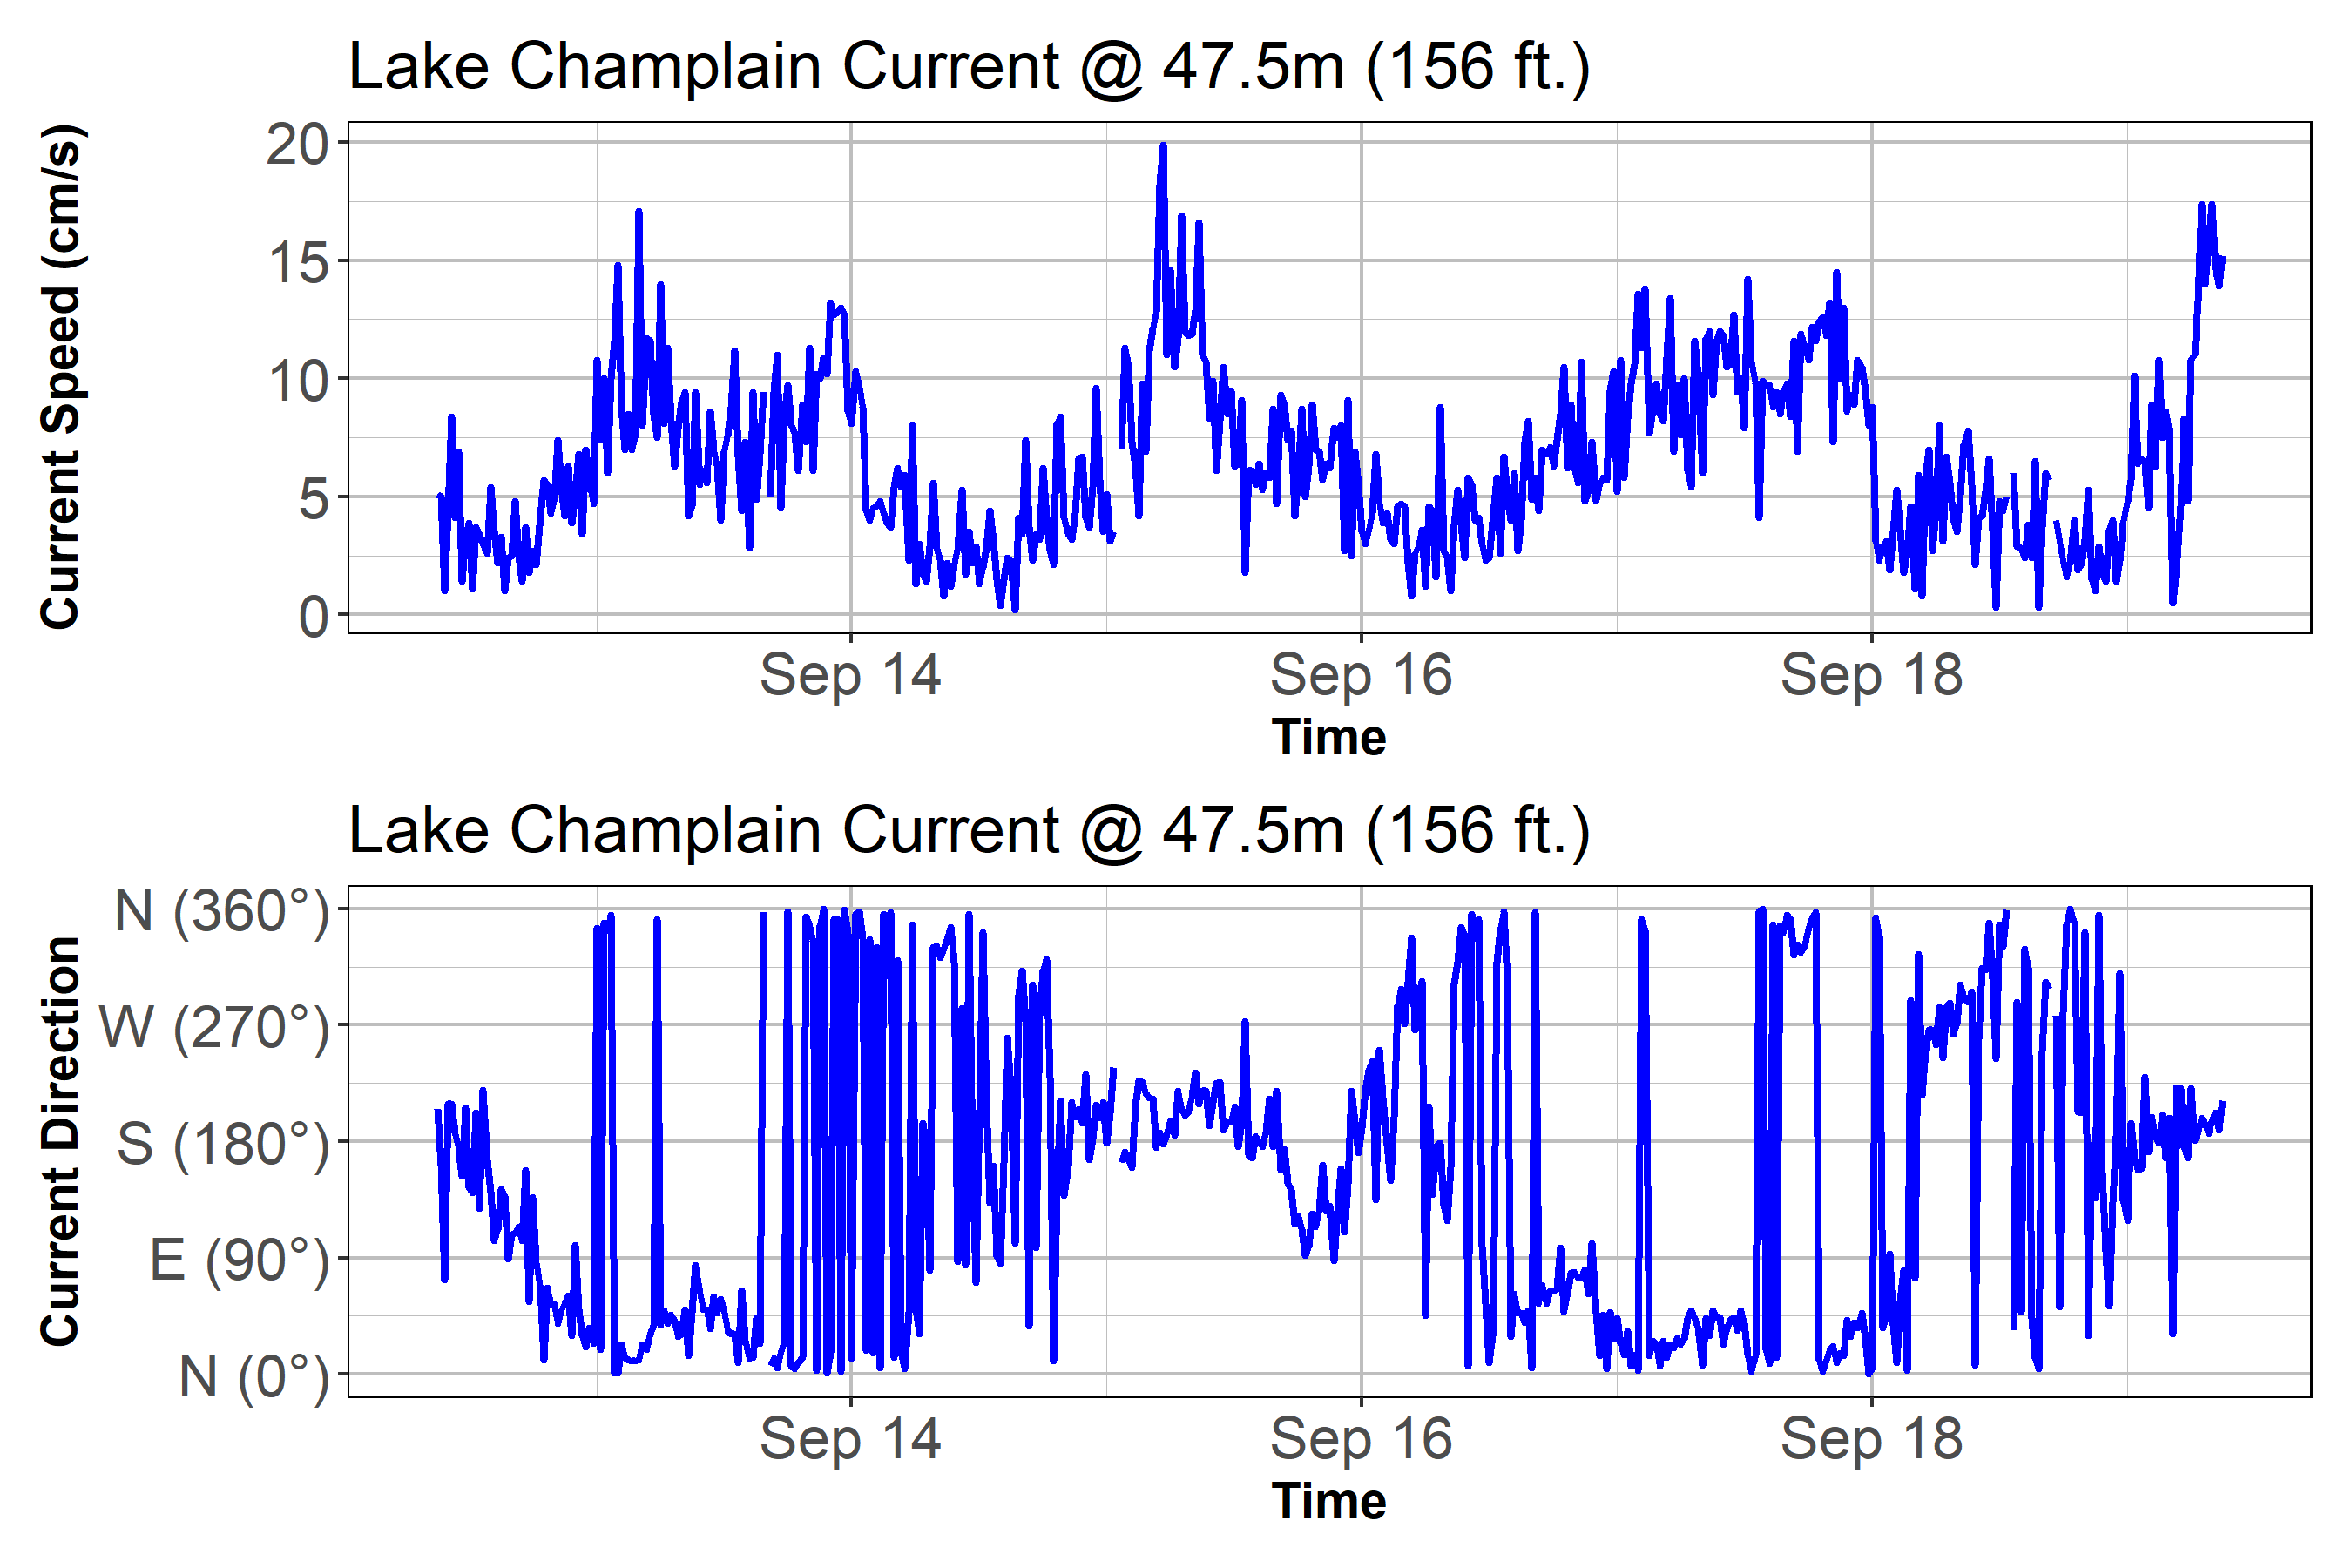 Lake Champlain Current @ 47.5m (156 ft.)
Current Speed (cm/s)
20
15
10
5
0
Sep 14
Sep 16
Sep 18
Time
Lake Champlain Current @ 47.5m (156 ft.)
Current Direction
N (360°)
W (270°)
S (180°)
E (90°)
N (0°)
Sep 14
Sep 16
Sep 18
Time